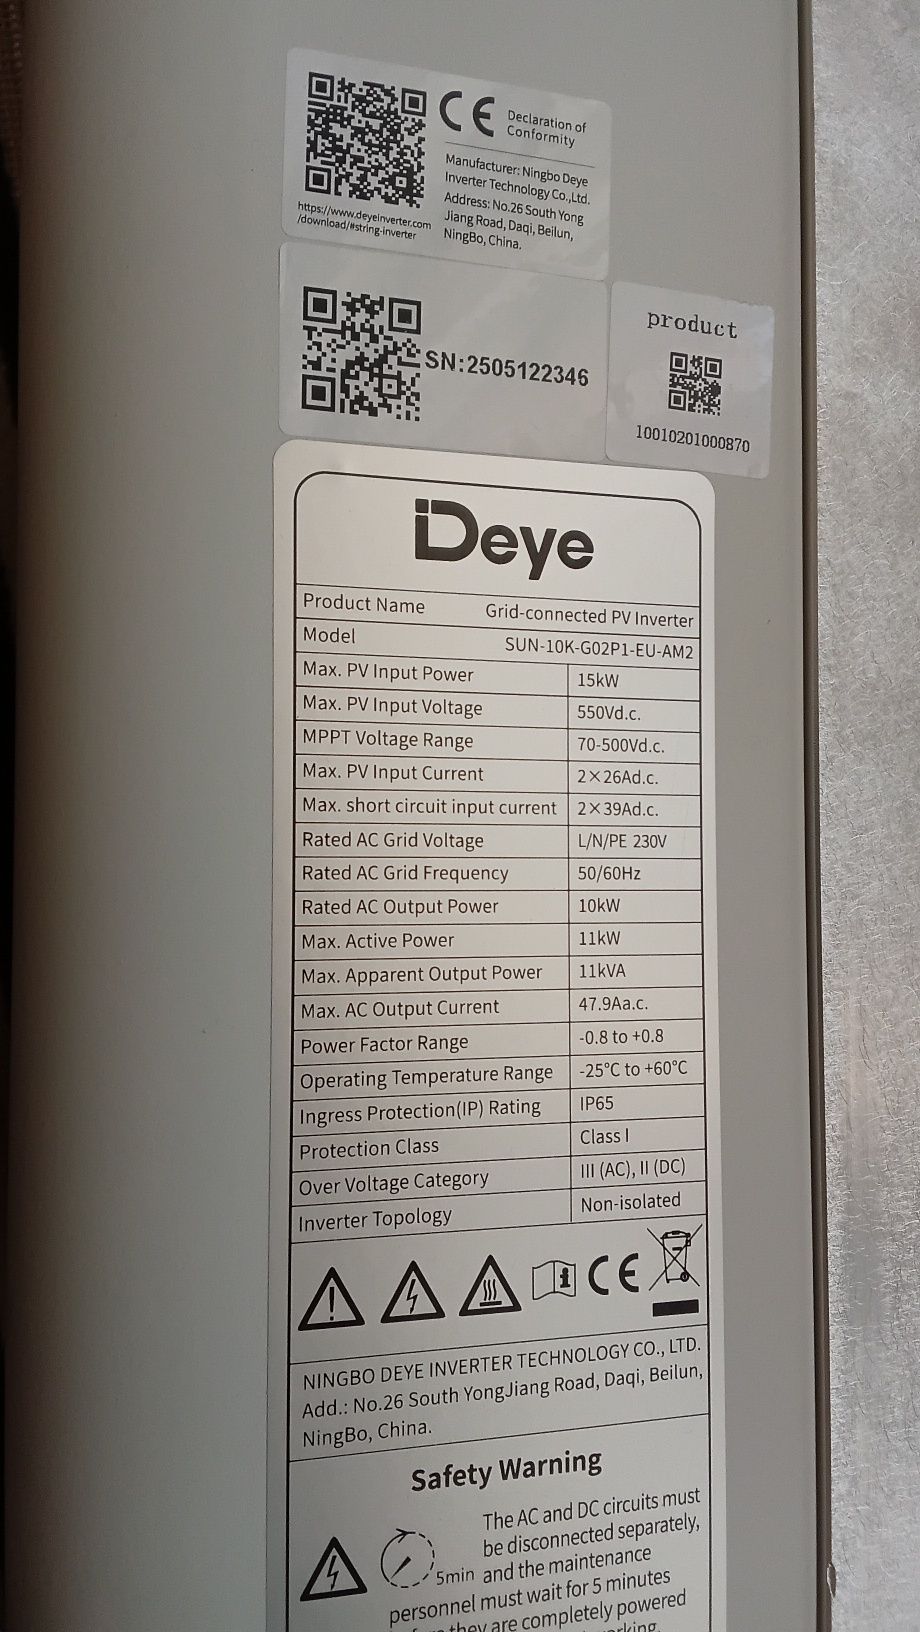 CE Declaration of
Conformity
Manufacturer: Ningbo Deye
Inverter Technology Co.,Ltd.
Address: No.26 South Yong
Jiang Road, Daqi, Beilun,
NingBo, China.
https://www.deyeinverter.com
/download/#string-inverter
SN:2505122346
product
10010201000870
Deye
Product Name Grid-connected PV Inverter
Model SUN-10K-G02P1-EU-AM2
Max. PV Input Power 15kW
Max. PV Input Voltage 550Vd.c.
MPPT Voltage Range 70-500Vd.c.
Max. PV Input Current 2×26Ad.c.
Max. short circuit input current 2×39Ad.c.
Rated AC Grid Voltage L/N/PE 230V
Rated AC Grid Frequency 50/60Hz
Rated AC Output Power 10kW
Max. Active Power 11kW
Max. Apparent Output Power 11kVA
Max. AC Output Current 47.9Aa.c.
Power Factor Range -0.8 to +0.8
Operating Temperature Range -25°C to +60°C
Ingress Protection(IP) Rating IP65
Protection Class Class I
Over Voltage Category III (AC), II (DC)
Inverter Topology Non-isolated
CE
NINGBO DEYE INVERTER TECHNOLOGY CO., LTD.
Add.: No.26 South YongJiang Road, Daqi, Beilun,
NingBo, China.
Safety Warning
The AC and DC circuits must
be disconnected separately,
5min and the maintenance
personnel must wait for 5 minutes
they are completely powered